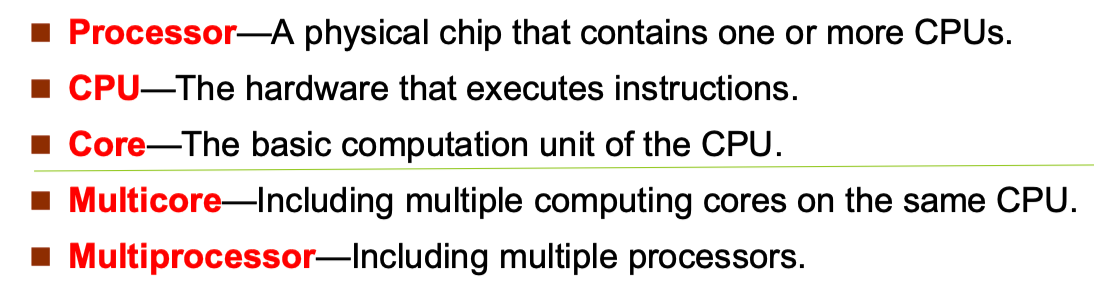 ■ Processor—A physical chip that contains one or more CPUs.
■ CPU—The hardware that executes instructions.
■ Core—The basic computation unit of the CPU.
■ Multicore—Including multiple computing cores on the same CPU.
■ Multiprocessor—Including multiple processors.